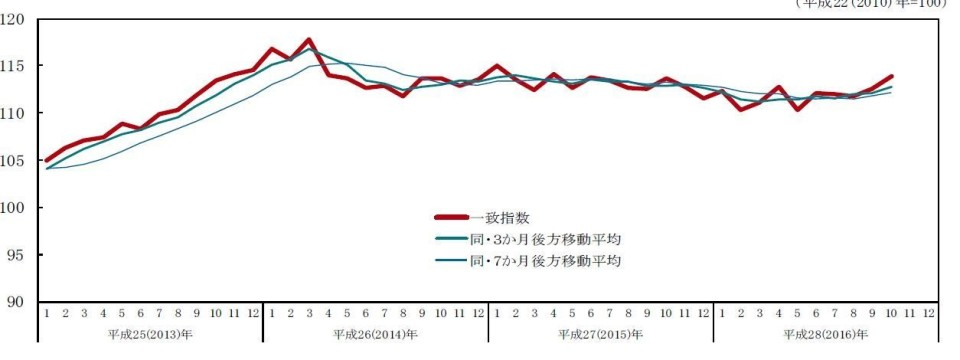 (平成22(2010)年=100)
120
115
110
105
100
95
90
一致指数
同・3か月後方移動平均
同・7か月後方移動平均
1 2 3 4 5 6 7 8 9 10 11 12 1 2 3 4 5 6 7 8 9 10 11 12 1 2 3 4 5 6 7 8 9 10 11 12 1 2 3 4 5 6 7 8 9 10 11 12
平成25(2013)年 平成26(2014)年 平成27(2015)年 平成28(2016)年